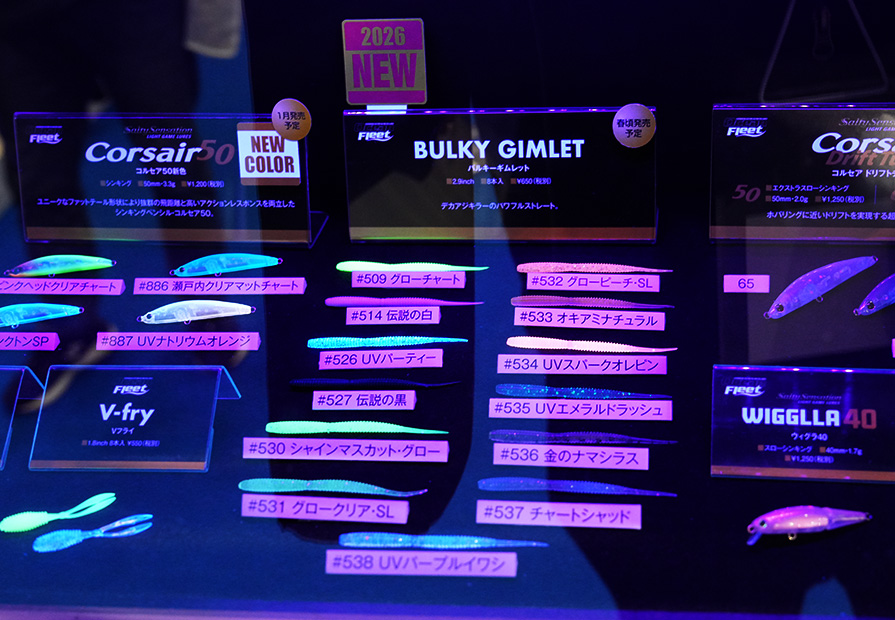 2026
NEW
1月発売
予定
Fleet
Salty Sensation
LIGHT GAME LURES
Corsair 50
コルセア50新色
シンキング 50mm・3.3g ¥1,200(税別)
ユニークなファットテール形状により抜群の飛距離と高いアクションレスポンスを両立した
シンキングペンシル・コルセア50。
NEW
COLOR
春頃発売
予定
Fleet
BULKY GIMLET
バルキーギムレット
2.9inch 8本入 ¥650(税別)
デカアジキラーのパワフルストレート。
Fleet
Salty Sensation
LIGHT GAME LURES
Cors
Drift
コルセア ドリフト
50
エクストラスローシンキング
50mm・2.0g ¥1,250(税別)
ホバリングに近いドリフトを実現する超
ピンクヘッドクリアチャート
#886 瀬戸内クリアマットチャート
ンクトンSP
#887 UVナトリウムオレンジ
#509 グローチャート
#514 伝説の白
#526 UVパーティー
#527 伝説の黒
#530 シャインマスカット・グロー
#531 グロークリア・SL
#532 グローピーチ・SL
#533 オキアミナチュラル
#534 UVスパークオレピン
#535 UVエメラルドラッシュ
#536 金のナマシラス
#537 チャートシャッド
#538 UVパープルイワシ
65
Fleet
V-fry
Vフライ
1.8inch 8本入 ¥550(税別)
Fleet
Salty Sensation
LIGHT GAME LURES
WIGGLLA 40
ウィグラ40
スローシンキング 40mm・1.7g
¥1,250(税別)